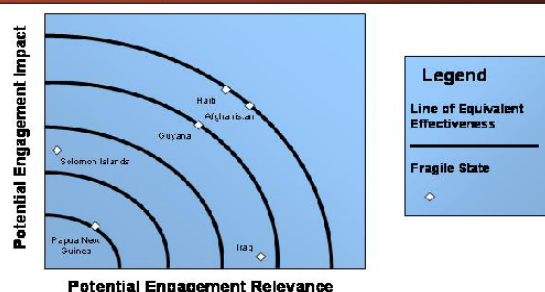 Potential Engagement Impact
Haiti
Afghanistan
Guyana
Solomon Islands
Papua New
Guinea
Iraq
Potential Engagement Relevance
Legend
Line of Equivalent
Effectiveness
Fragile State